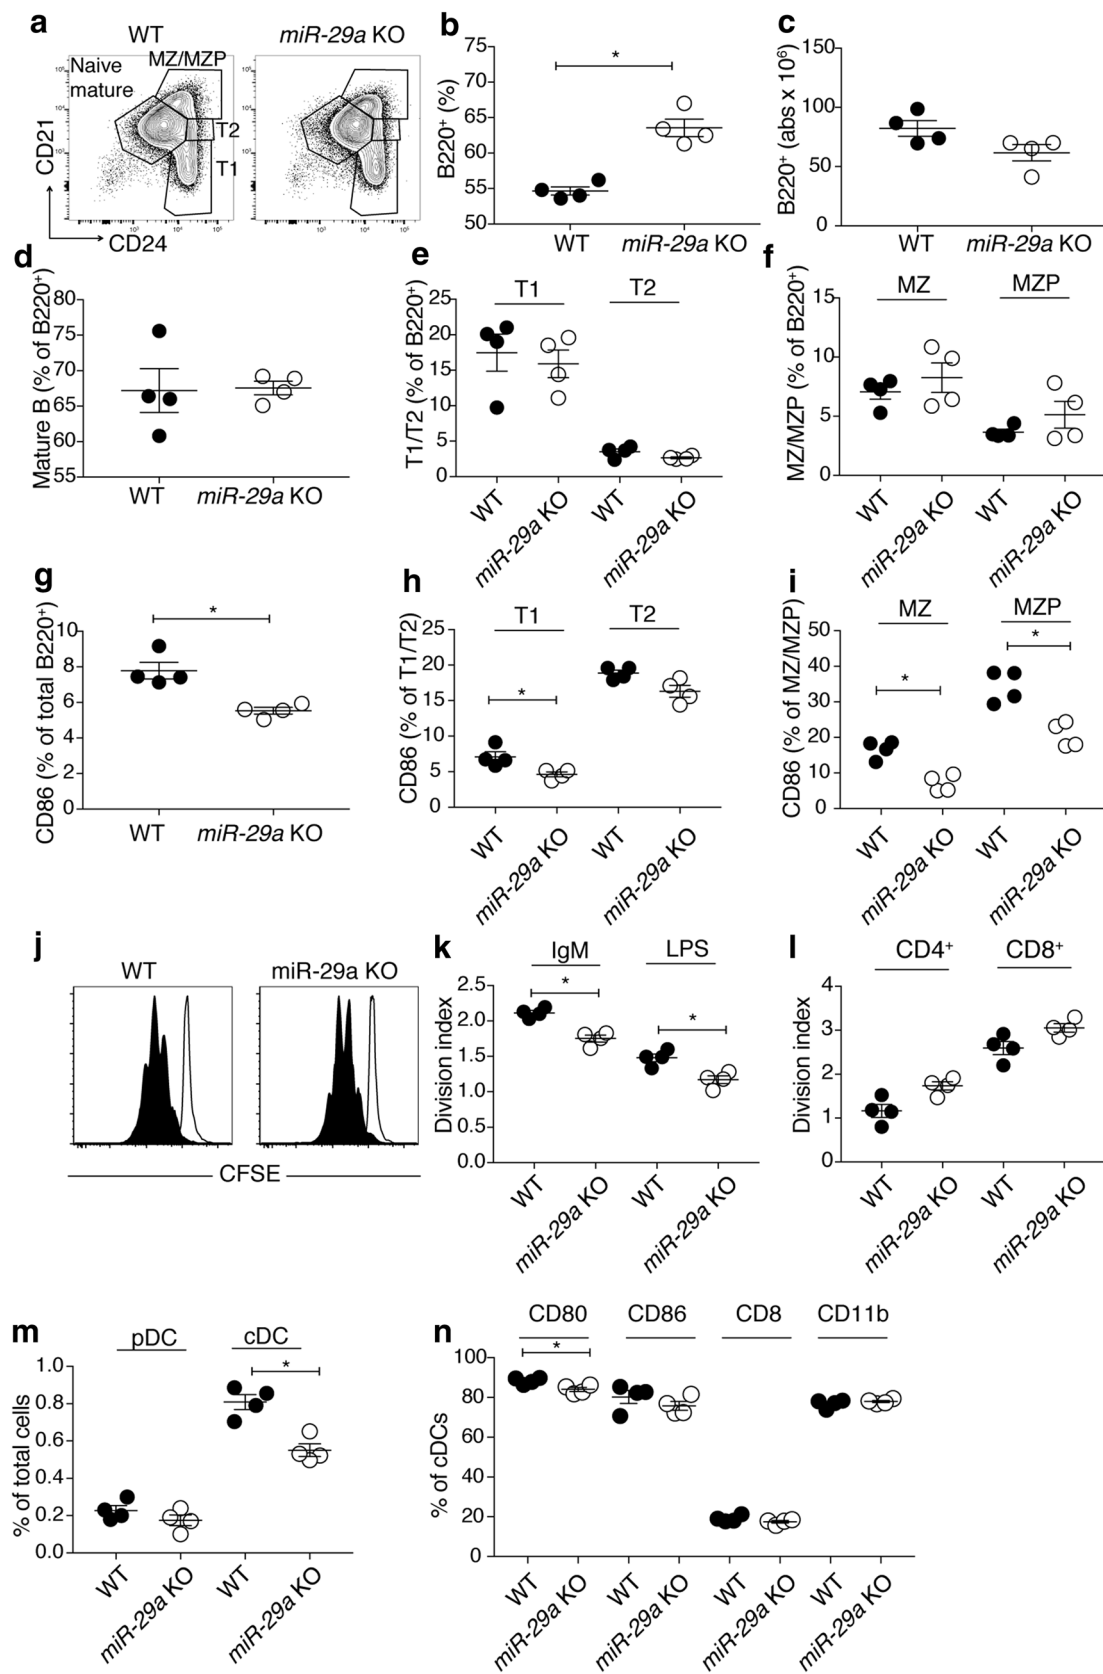 a
WT
miR-29a KO
Naive
mature
MZ/MZP
T2
T1
CD21
CD24
10⁵
10⁴
10³
10³
10⁴
10⁵
10³
10⁴
10⁵
b
B220⁺ (%)
75
70
65
60
55
50
*
WT
miR-29a KO
c
B220⁺ (abs x 10⁶)
150
100
50
0
WT
miR-29a KO
d
Mature B (% of B220⁺)
80
75
70
65
60
55
WT
miR-29a KO
e
T1/T2 (% of B220⁺)
T1
T2
25
20
15
10
5
0
WT
miR-29a KO
WT
miR-29a KO
f
MZ/MZP (% of B220⁺)
MZ
MZP
15
10
5
0
WT
miR-29a KO
WT
miR-29a KO
g
CD86 (% of total B220⁺)
10
8
6
4
2
0
*
WT
miR-29a KO
h
CD86 (% of T1/T2)
T1
T2
25
20
15
10
5
0
*
WT
miR-29a KO
WT
miR-29a KO
i
CD86 (% of MZ/MZP)
MZ
MZP
50
40
30
20
10
0
*
*
WT
miR-29a KO
WT
miR-29a KO
j
WT
miR-29a KO
CFSE
k
Division index
IgM
LPS
2.5
2.0
1.5
1.0
0.5
0.0
*
*
WT
miR-29a KO
WT
miR-29a KO
l
Division index
CD4⁺
CD8⁺
4
3
2
1
0
WT
miR-29a KO
WT
miR-29a KO
m
% of total cells
pDC
cDC
1.0
0.8
0.6
0.4
0.2
0.0
*
WT
miR-29a KO
WT
miR-29a KO
n
% of cDCs
CD80
CD86
CD8
CD11b
100
80
60
40
20
0
*
WT
miR-29a KO
WT
miR-29a KO
WT
miR-29a KO
WT
miR-29a KO